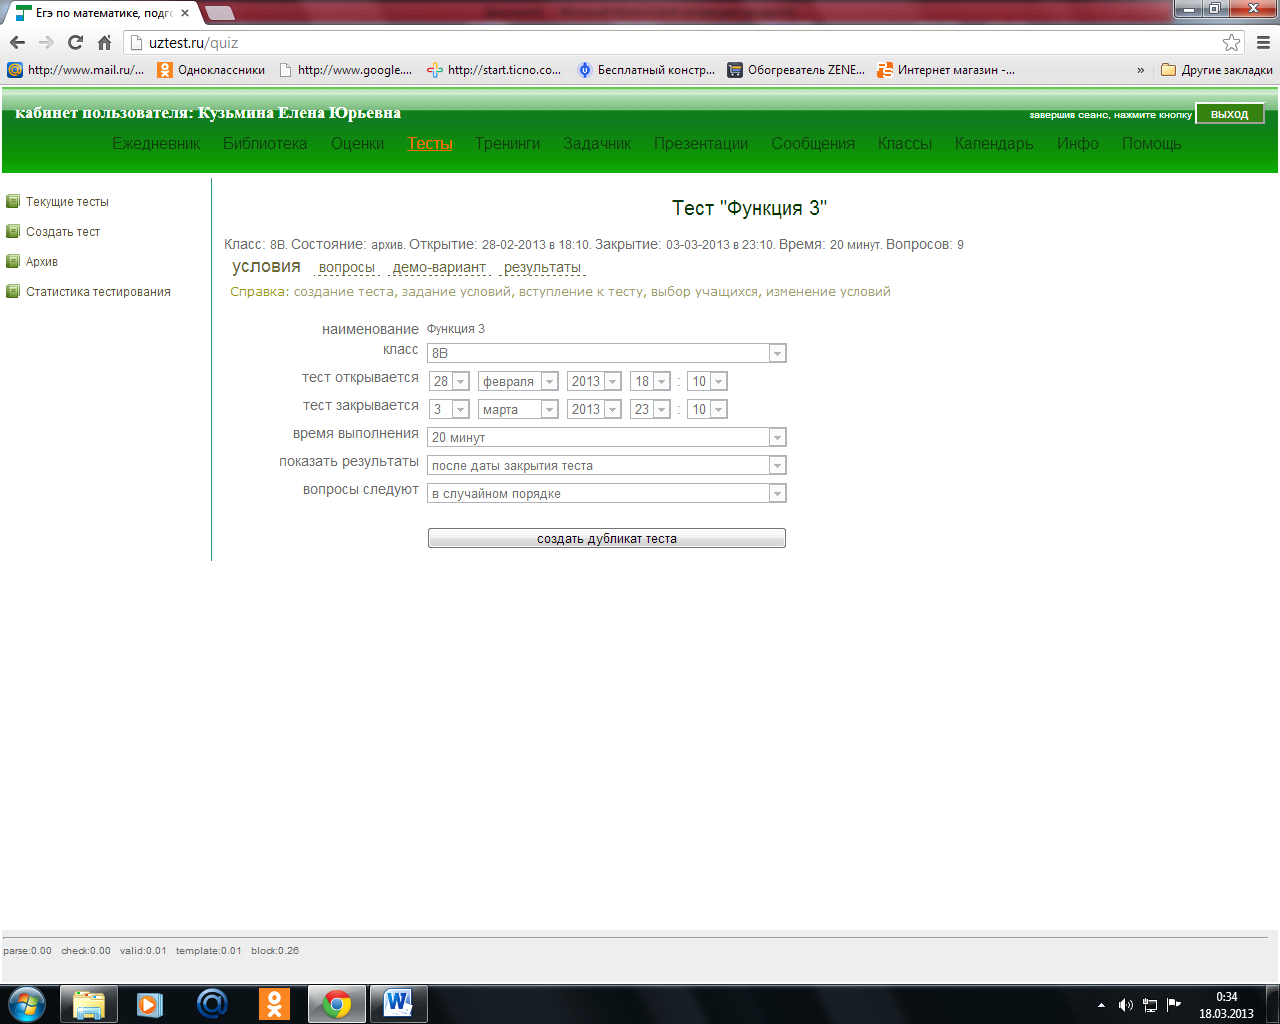 Егэ по математике, подго
uztest.ru/quiz
http://www.mail.ru/... Одноклассники http://www.google.... http://start.ticno.co... Бесплатный констр... Обогреватель ZENE... Интернет магазин -... » Другие закладки
кабинет пользователя: Кузьмина Елена Юрьевна
завершив сеанс, нажмите кнопку выход
Ежедневник Библиотека Оценки Тесты Тренинги Задачник Презентации Сообщения Классы Календарь Инфо Помощь
Текущие тесты
Создать тест
Архив
Статистика тестирования
Тест "Функция 3"
Класс: 8В. Состояние: архив. Открытие: 28-02-2013 в 18:10. Закрытие: 03-03-2013 в 23:10. Время: 20 минут. Вопросов: 9
условия вопросы демо-вариант результаты
Справка: создание теста, задание условий, вступление к тесту, выбор учащихся, изменение условий
наименование Функция 3
класс 8В
тест открывается 28 февраля 2013 18 : 10
тест закрывается 3 марта 2013 23 : 10
время выполнения 20 минут
показать результаты после даты закрытия теста
вопросы следуют в случайном порядке
создать дубликат теста
parse:0.00 check:0.00 valid:0.01 template:0.01 block:0.26
0:34
18.03.2013